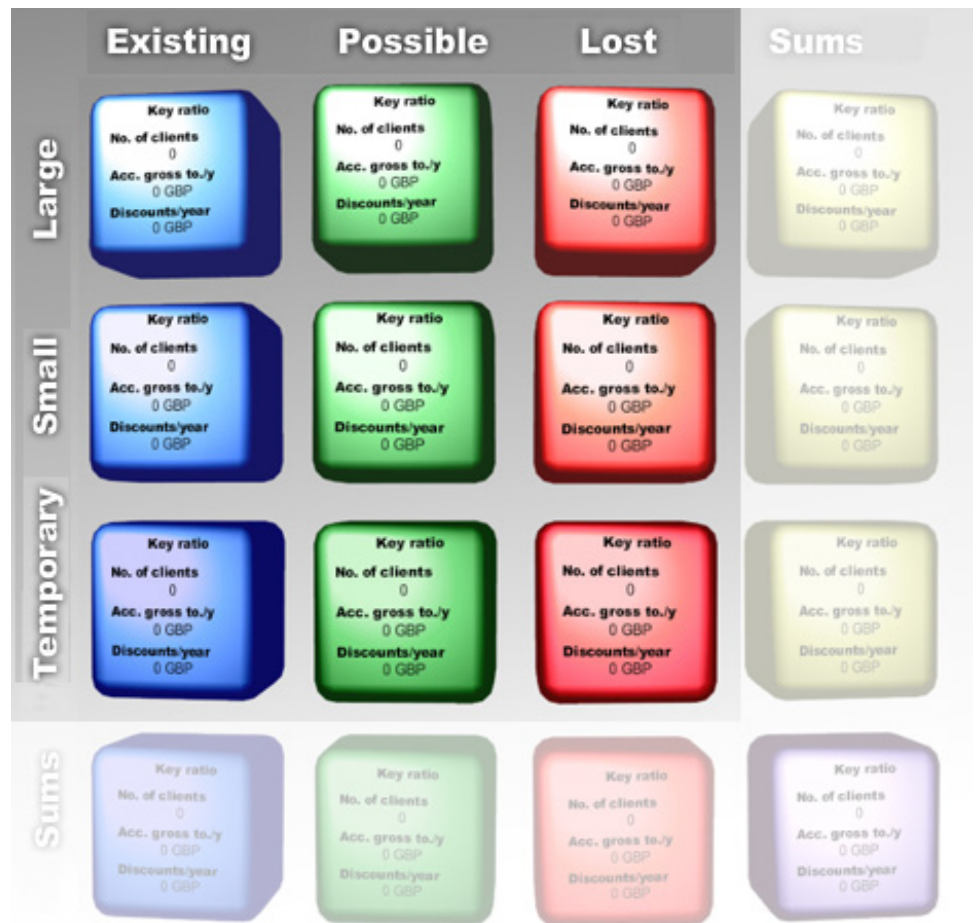 Existing Possible Lost Sums
Large
Key ratio
No. of clients
0
Acc. gross to./y
0 GBP
Discounts/year
0 GBP
Key ratio
No. of clients
0
Acc. gross to./y
0 GBP
Discounts/year
0 GBP
Key ratio
No. of clients
0
Acc. gross to./y
0 GBP
Discounts/year
0 GBP
Key ratio
No. of clients
0
Acc. gross to./y
0 GBP
Discounts/year
0 GBP
Small
Key ratio
No. of clients
0
Acc. gross to./y
0 GBP
Discounts/year
0 GBP
Key ratio
No. of clients
0
Acc. gross to./y
0 GBP
Discounts/year
0 GBP
Key ratio
No. of clients
0
Acc. gross to./y
0 GBP
Discounts/year
0 GBP
Key ratio
No. of clients
0
Acc. gross to./y
0 GBP
Discounts/year
0 GBP
Temporary
Key ratio
No. of clients
0
Acc. gross to./y
0 GBP
Discounts/year
0 GBP
Key ratio
No. of clients
0
Acc. gross to./y
0 GBP
Discounts/year
0 GBP
Key ratio
No. of clients
0
Acc. gross to./y
0 GBP
Discounts/year
0 GBP
Key ratio
No. of clients
0
Acc. gross to./y
0 GBP
Discounts/year
0 GBP
Sums
Key ratio
No. of clients
0
Acc. gross to./y
0 GBP
Discounts/year
0 GBP
Key ratio
No. of clients
0
Acc. gross to./y
0 GBP
Discounts/year
0 GBP
Key ratio
No. of clients
0
Acc. gross to./y
0 GBP
Discounts/year
0 GBP
Key ratio
No. of clients
0
Acc. gross to./y
0 GBP
Discounts/year
0 GBP